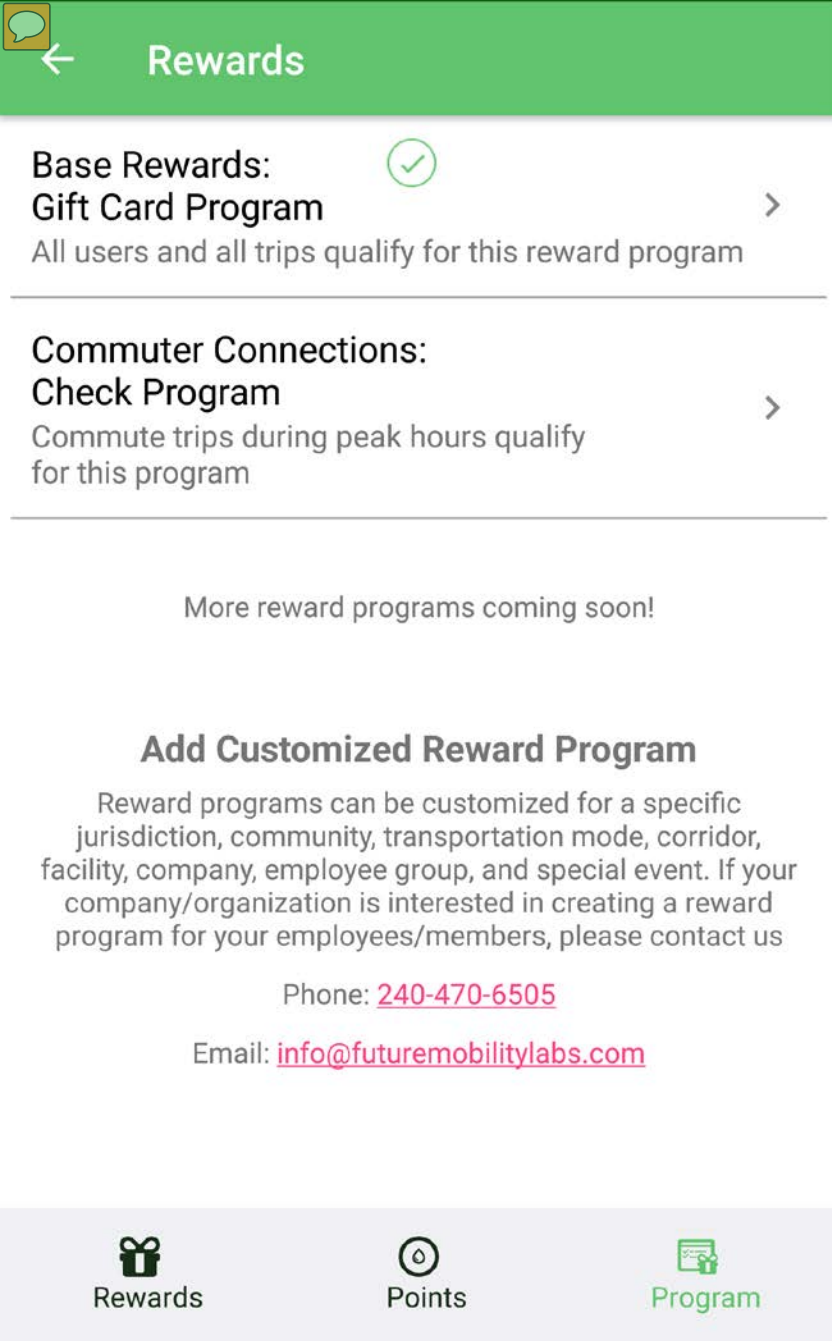 Rewards
Base Rewards:
Gift Card Program
All users and all trips qualify for this reward program
Commuter Connections:
Check Program
Commute trips during peak hours qualify
for this program
More reward programs coming soon!
Add Customized Reward Program
Reward programs can be customized for a specific
jurisdiction, community, transportation mode, corridor,
facility, company, employee group, and special event. If your
company/organization is interested in creating a reward
program for your employees/members, please contact us
Phone: 240-470-6505
Email: info@futuremobilitylabs.com
Rewards
Points
Program